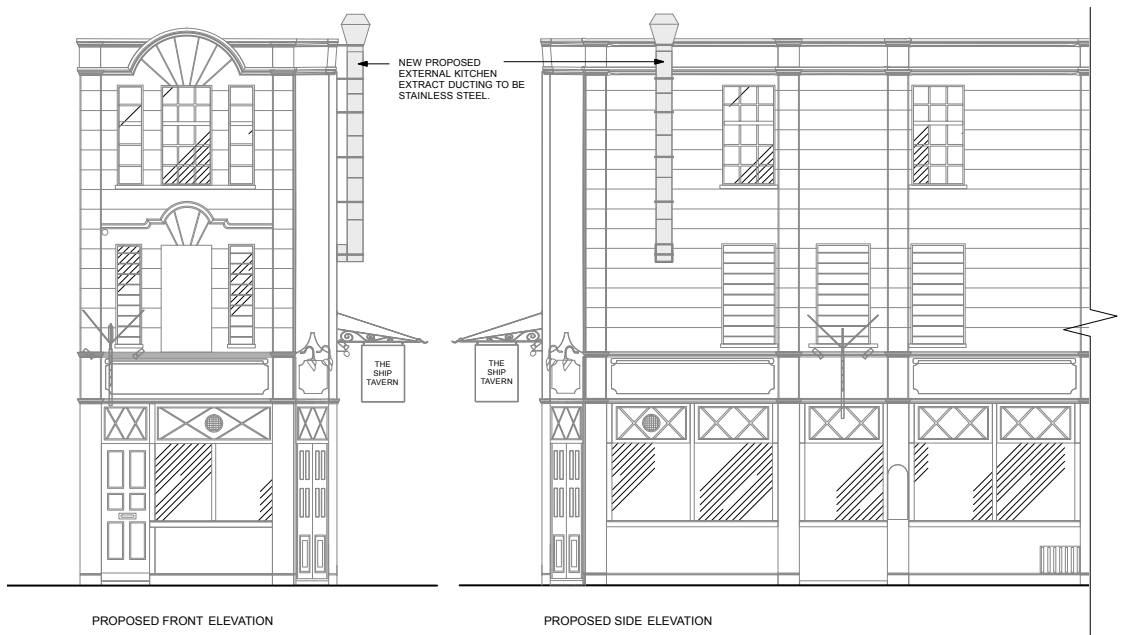 NEW PROPOSED
EXTERNAL KITCHEN
EXTRACT DUCTING TO BE
STAINLESS STEEL.
THE
SHIP
TAVERN
THE
SHIP
TAVERN
PROPOSED FRONT ELEVATION
PROPOSED SIDE ELEVATION